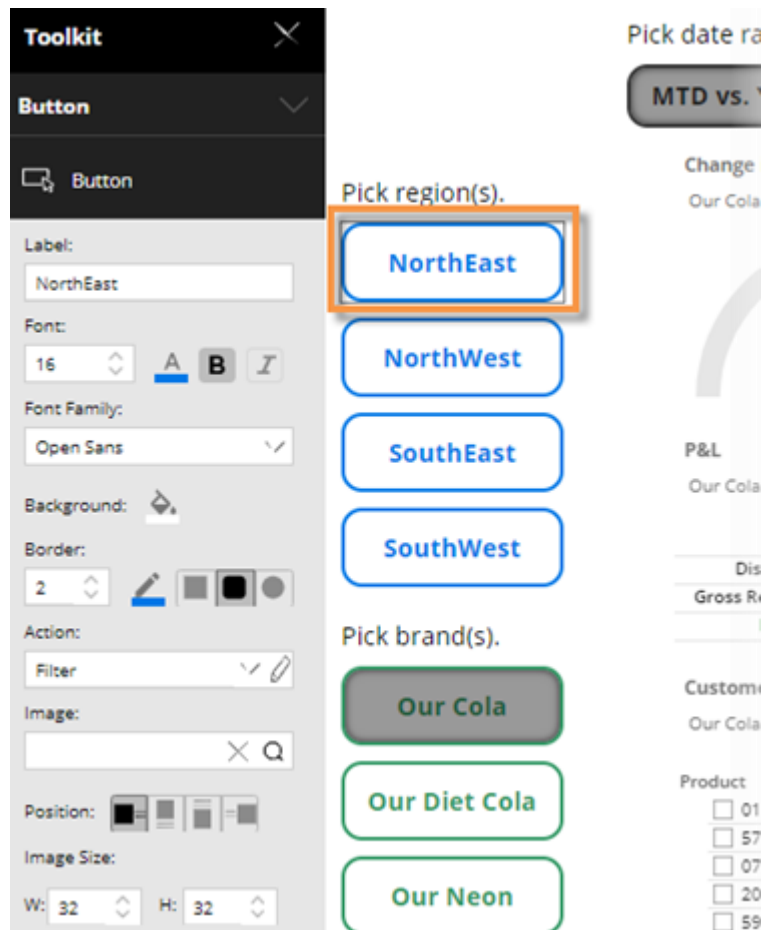 Toolkit
Button
Button
Label:
NorthEast
Font:
16
A
B
I
Font Family:
Open Sans
Background:
Border:
2
Action:
Filter
Image:
Position:
Image Size:
W: 32 H: 32
Pick region(s).
NorthEast
NorthWest
SouthEast
SouthWest
Pick brand(s).
Our Cola
Our Diet Cola
Our Neon
Pick date ra
MTD vs.
Change
Our Cola
P&L
Our Cola
Dis
Gross Re
Custome
Our Cola
Product
01
57
07
20
59